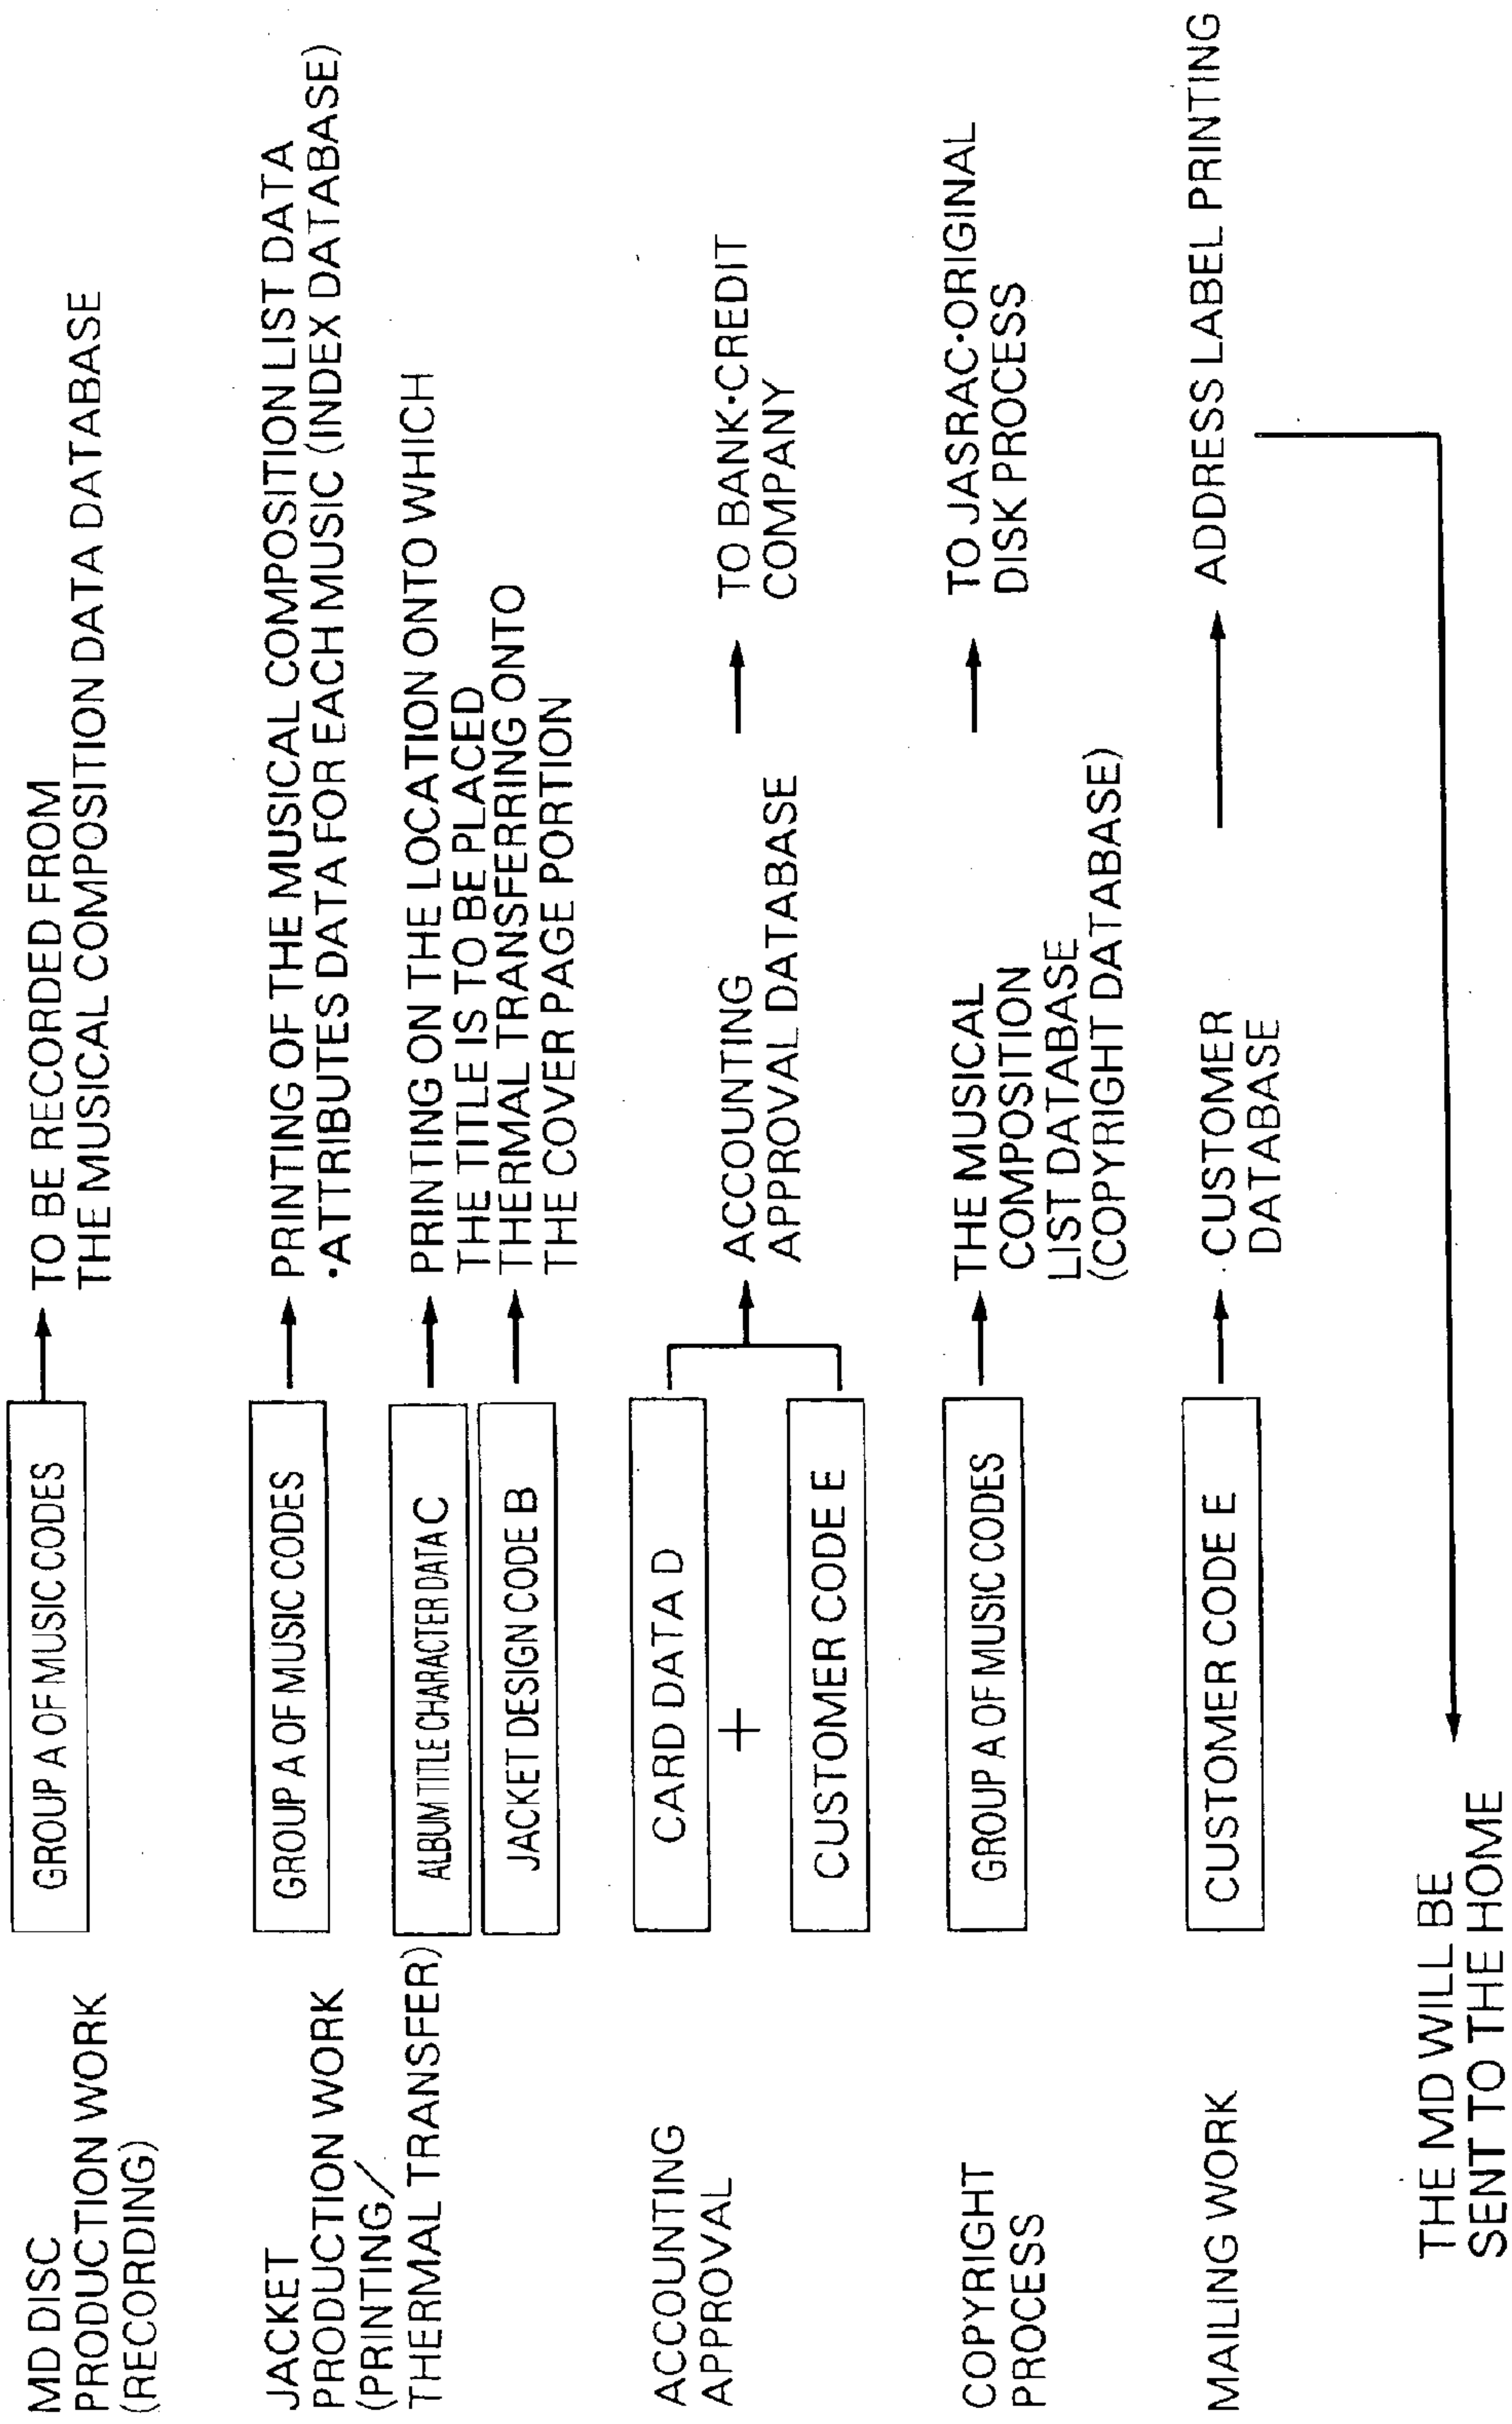 MD DISC
PRODUCTION WORK
(RECORDING)
GROUP A OF MUSIC CODES
TO BE RECORDED FROM
THE MUSICAL COMPOSITION DATA DATABASE
JACKET
PRODUCTION WORK
(PRINTING/
THERMAL TRANSFER)
GROUP A OF MUSIC CODES
PRINTING OF THE MUSICAL COMPOSITION LIST DATA
·ATTRIBUTES DATA FOR EACH MUSIC (INDEX DATABASE)
ALBUM TITLE CHARACTER DATA C
PRINTING ON THE LOCATION ONTO WHICH
THE TITLE IS TO BE PLACED
JACKET DESIGN CODE B
THERMAL TRANSFERRING ONTO
THE COVER PAGE PORTION
ACCOUNTING
APPROVAL
CARD DATA D
+
CUSTOMER CODE E
ACCOUNTING
APPROVAL DATABASE
TO BANK·CREDIT
COMPANY
COPYRIGHT
PROCESS
GROUP A OF MUSIC CODES
THE MUSICAL
COMPOSITION
LIST DATABASE
(COPYRIGHT DATABASE)
TO JASRAC·ORIGINAL
DISK PROCESS
MAILING WORK
CUSTOMER CODE E
CUSTOMER
DATABASE
ADDRESS LABEL PRINTING
THE MD WILL BE
SENT TO THE HOME